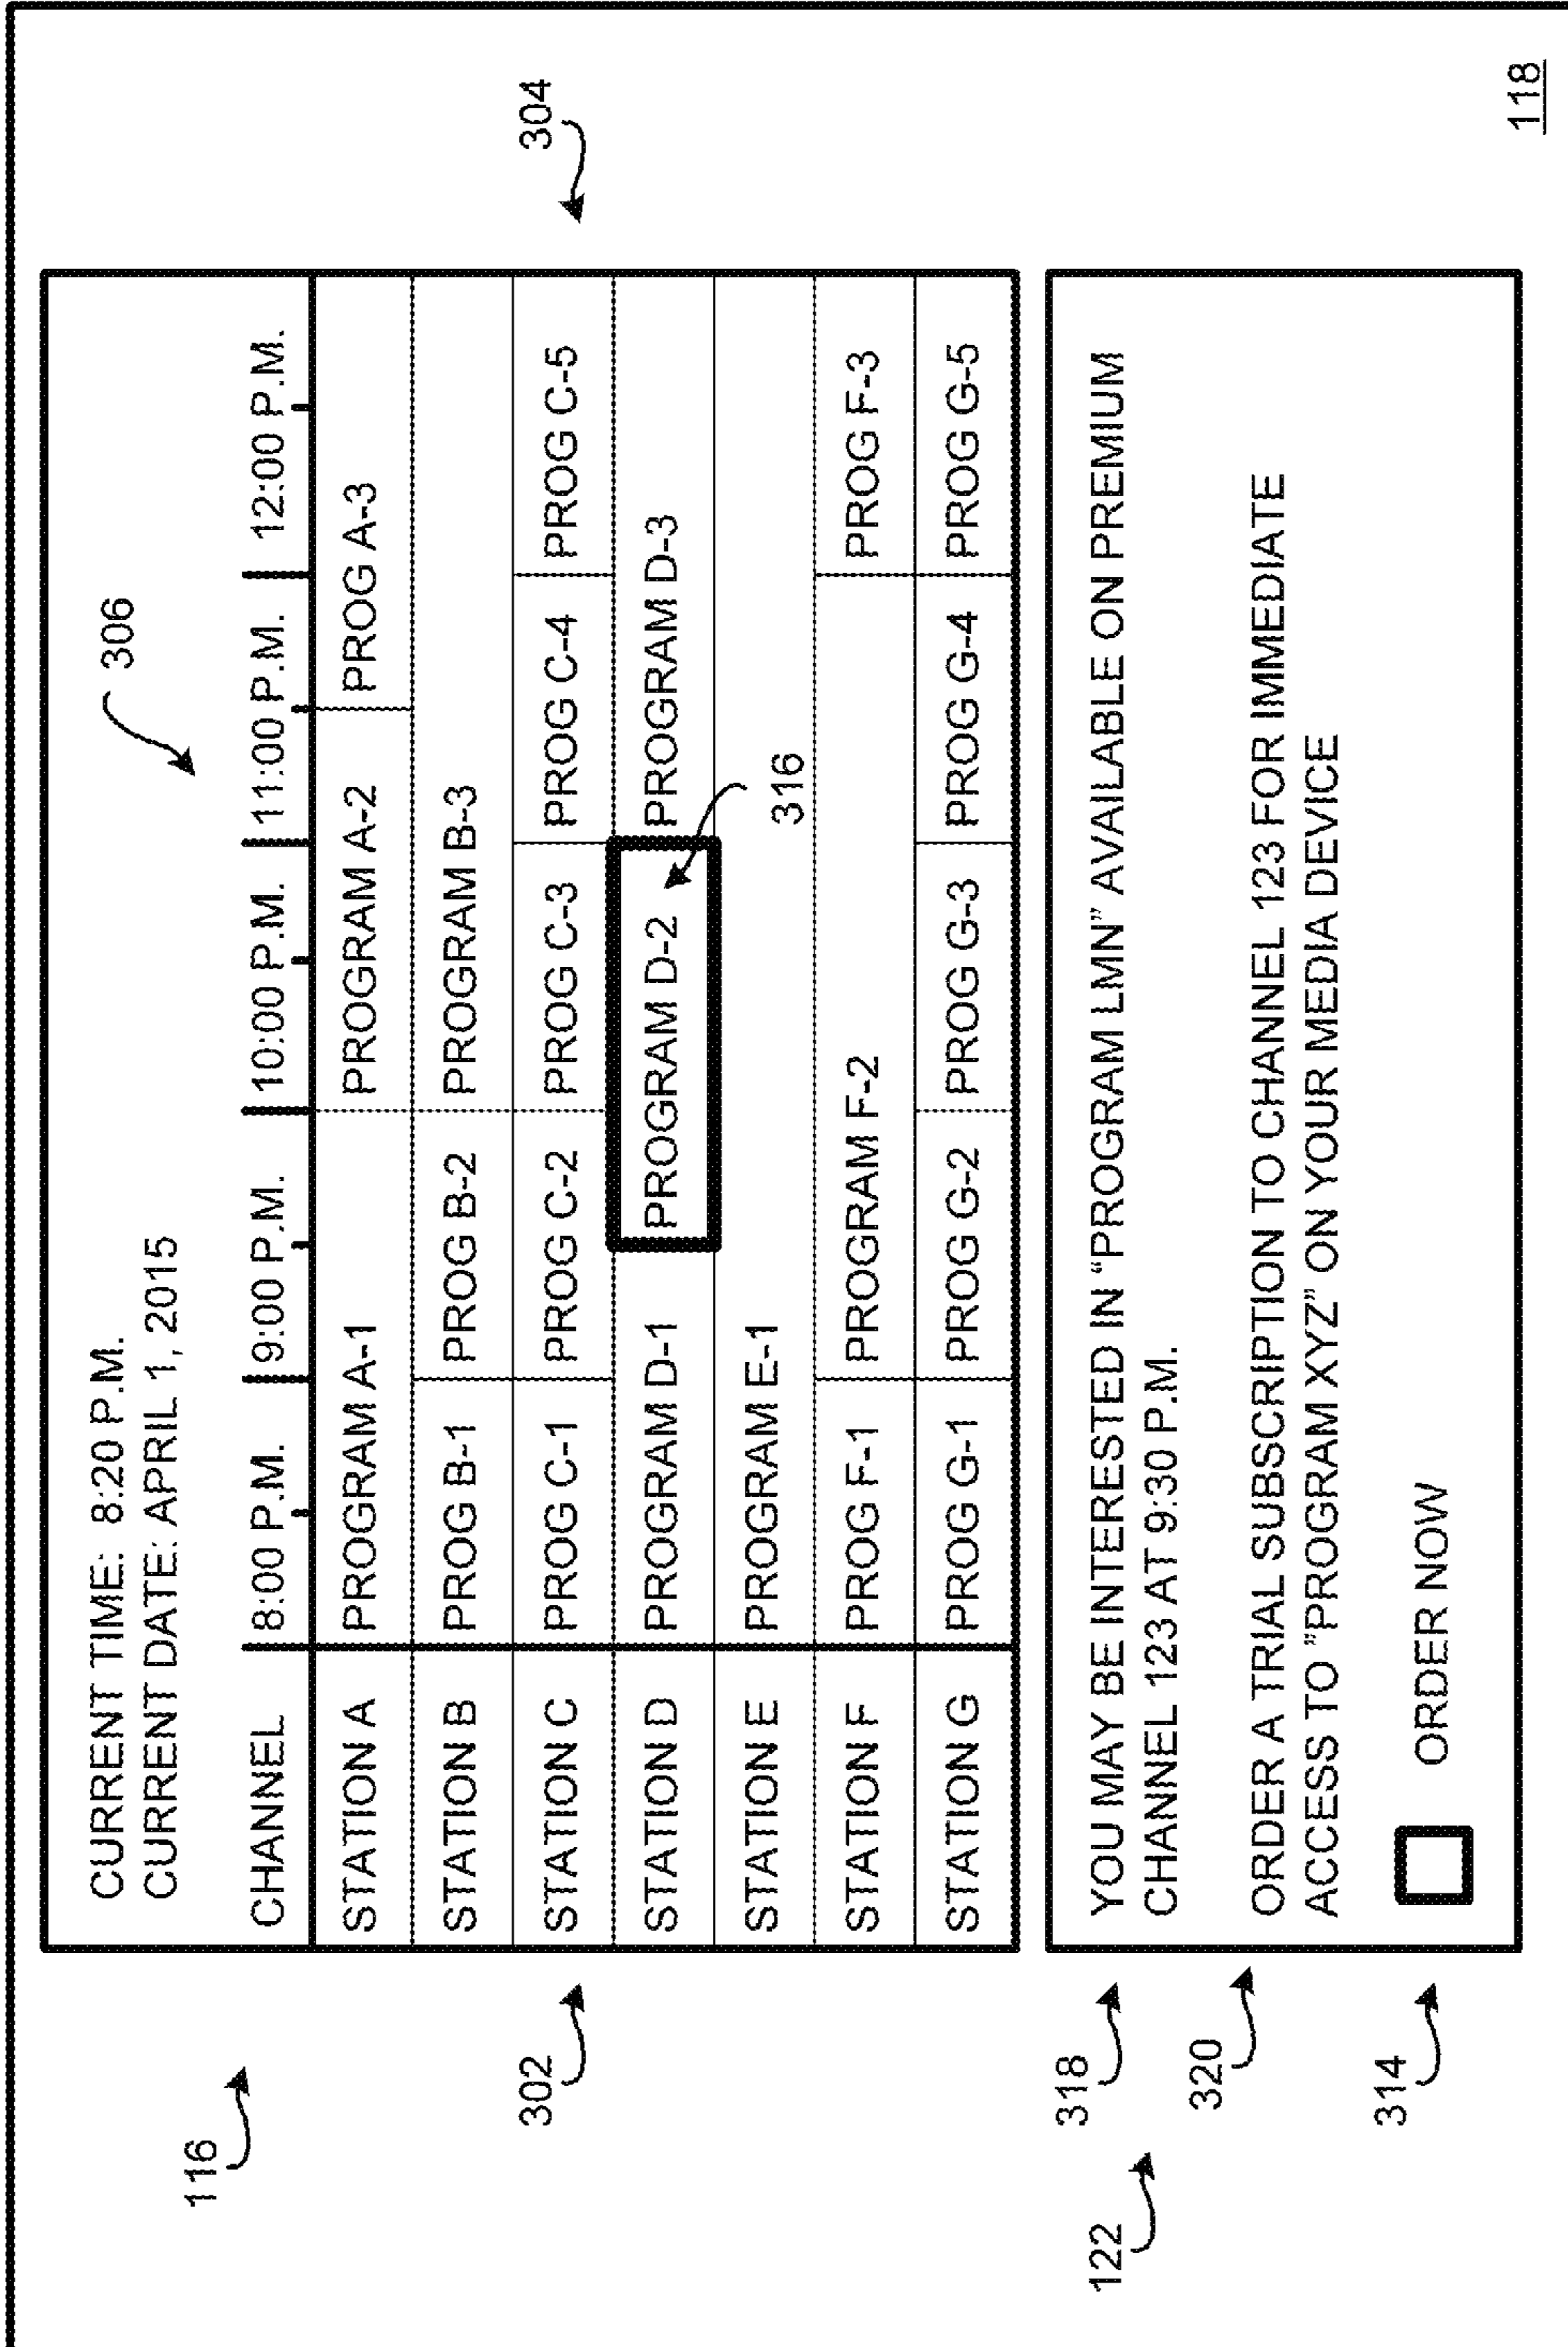 CURRENT TIME: 8:20 P.M.
CURRENT DATE: APRIL 1, 2015
116
306
CHANNEL 8:00 P.M. 9:00 P.M. 10:00 P.M. 11:00 P.M. 12:00 P.M.
STATION A PROGRAM A-1 PROGRAM A-2 PROG A-3
STATION B PROG B-1 PROG B-2 PROGRAM B-3
STATION C PROG C-1 PROG C-2 PROG C-3 PROG C-4 PROG C-5
302
304
STATION D PROGRAM D-1 PROGRAM D-2 PROGRAM D-3
STATION E PROGRAM E-1
316
STATION F PROG F-1 PROGRAM F-2 PROG F-3
STATION G PROG G-1 PROG G-2 PROG G-3 PROG G-4 PROG G-5
318
YOU MAY BE INTERESTED IN “PROGRAM LMN” AVAILABLE ON PREMIUM
CHANNEL 123 AT 9:30 P.M.
122
320
ORDER A TRIAL SUBSCRIPTION TO CHANNEL 123 FOR IMMEDIATE
ACCESS TO ”PROGRAM XYZ” ON YOUR MEDIA DEVICE
314
ORDER NOW
118